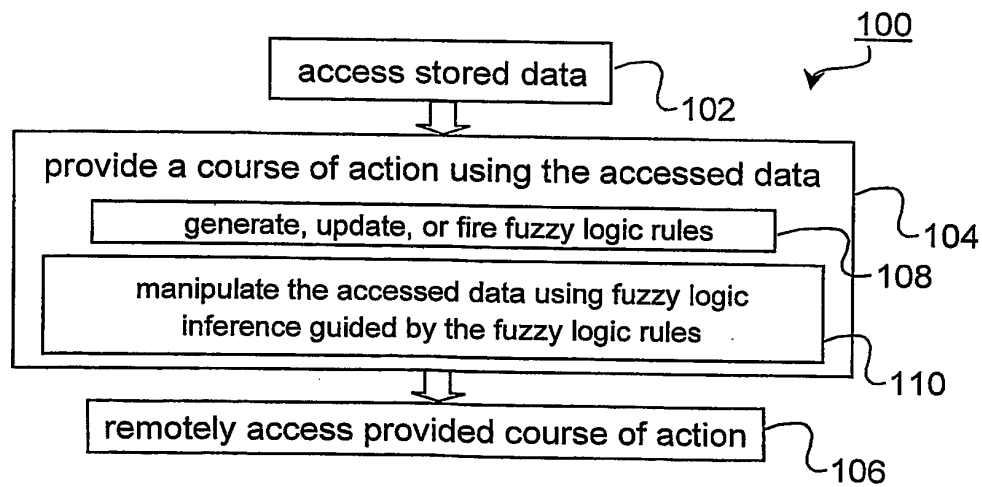 100
access stored data
102
provide a course of action using the accessed data
104
generate, update, or fire fuzzy logic rules
108
manipulate the accessed data using fuzzy logic
inference guided by the fuzzy logic rules
110
remotely access provided course of action
106